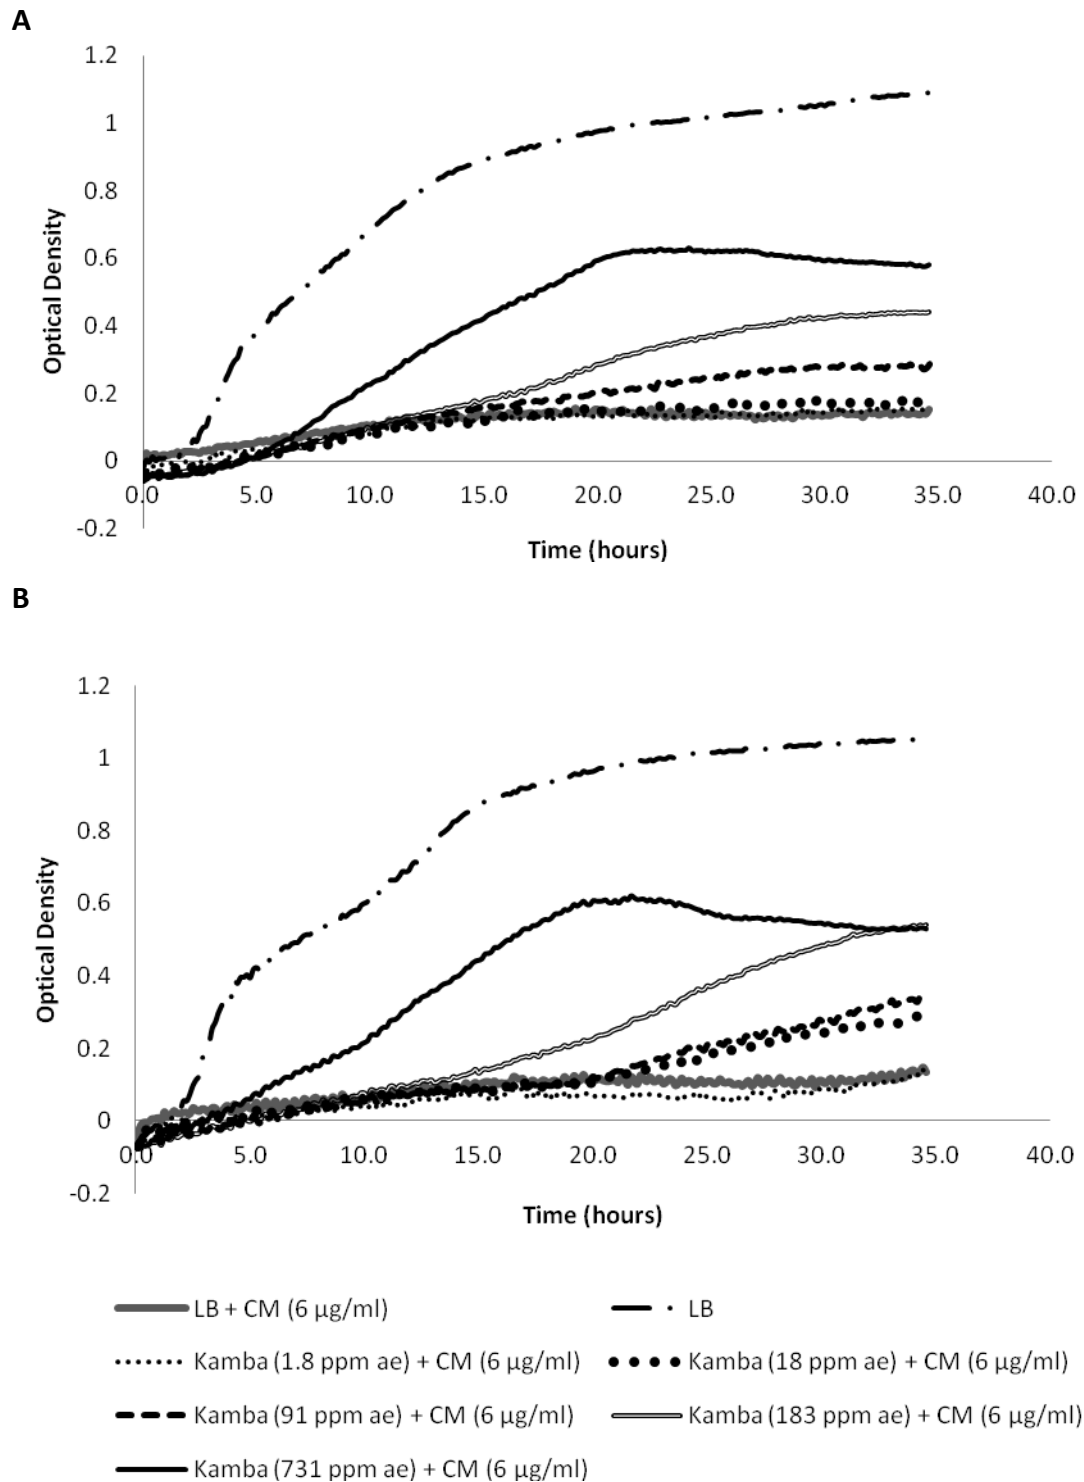 A
1.2
1
0.8
0.6
0.4
0.2
0
-0.2
Optical Density
0.0 5.0 10.0 15.0 20.0 25.0 30.0 35.0 40.0
Time (hours)
B
1.2
1
0.8
0.6
0.4
0.2
0
-0.2
Optical Density
0.0 5.0 10.0 15.0 20.0 25.0 30.0 35.0 40.0
Time (hours)
LB + CM (6 µg/ml)
LB
Kamba (1.8 ppm ae) + CM (6 µg/ml)
Kamba (18 ppm ae) + CM (6 µg/ml)
Kamba (91 ppm ae) + CM (6 µg/ml)
Kamba (183 ppm ae) + CM (6 µg/ml)
Kamba (731 ppm ae) + CM (6 µg/ml)